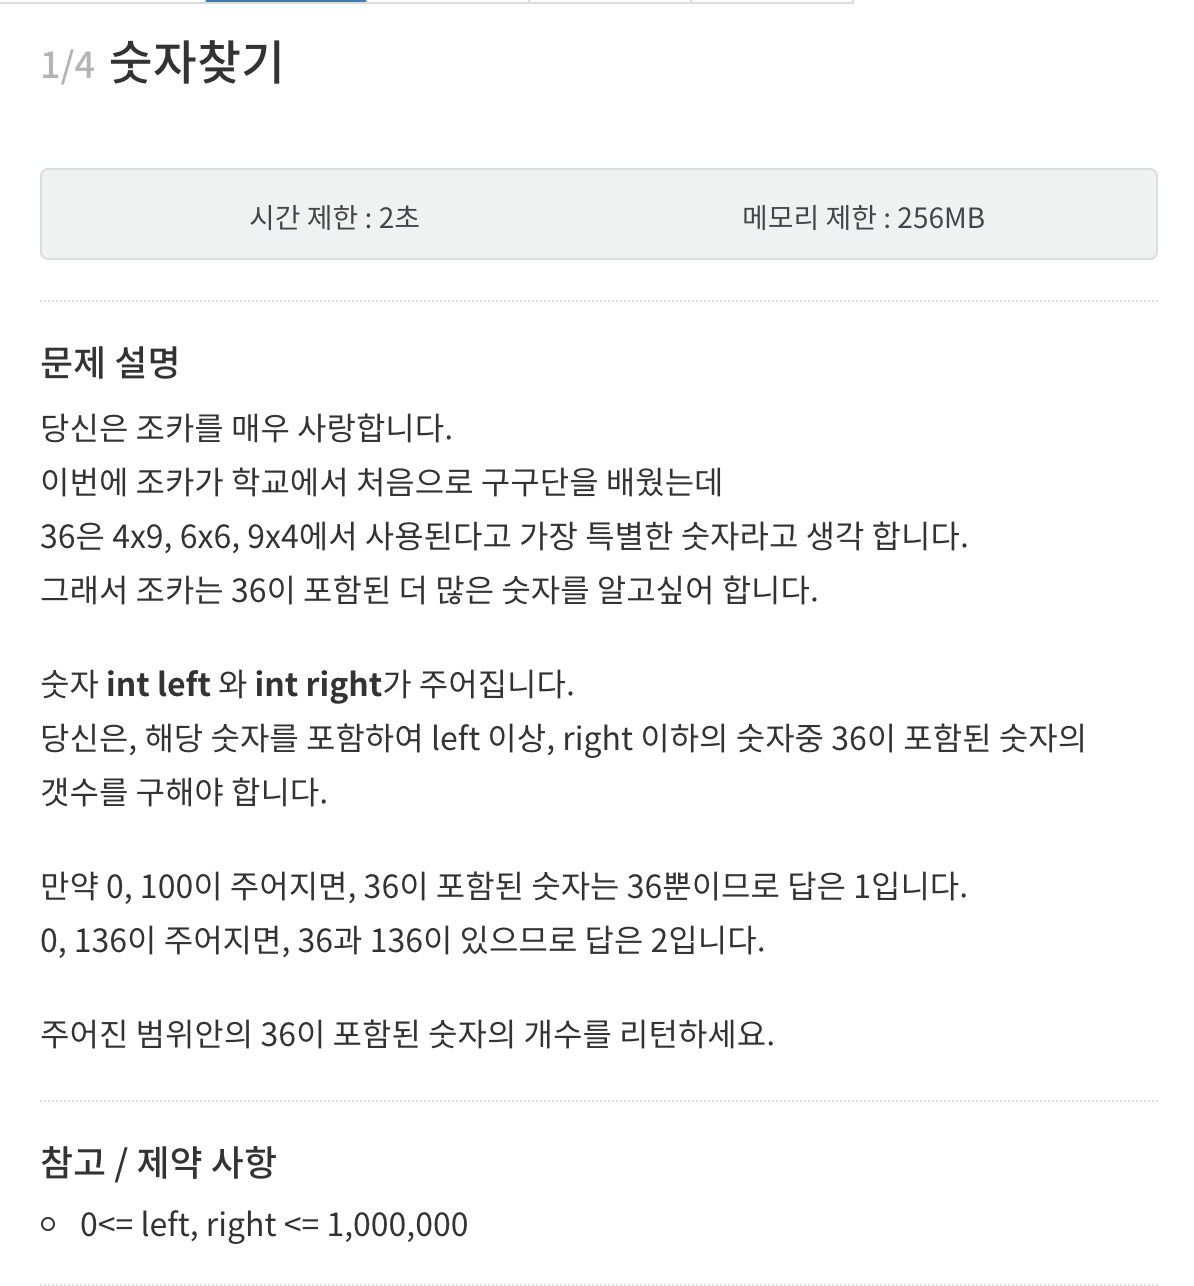 1/4 숫자찾기
시간 제한 : 2초 메모리 제한 : 256MB
문제 설명
당신은 조카를 매우 사랑합니다.
이번에 조카가 학교에서 처음으로 구구단을 배웠는데
36은 4x9, 6x6, 9x4에서 사용된다고 가장 특별한 숫자라고 생각 합니다.
그래서 조카는 36이 포함된 더 많은 숫자를 알고싶어 합니다.
숫자 int left 와 int right가 주어집니다.
당신은, 해당 숫자를 포함하여 left 이상, right 이하의 숫자중 36이 포함된 숫자의
갯수를 구해야 합니다.
만약 0, 100이 주어지면, 36이 포함된 숫자는 36뿐이므로 답은 1입니다.
0, 136이 주어지면, 36과 136이 있으므로 답은 2입니다.
주어진 범위안의 36이 포함된 숫자의 개수를 리턴하세요.
참고 / 제약 사항
0<= left, right <= 1,000,000